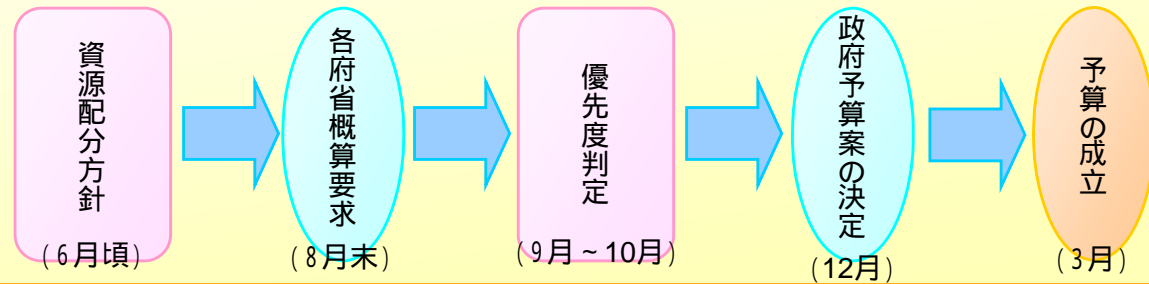 資源配分方針
(6月頃)
各府省概算要求
(8月末)
優先度判定
(9月~10月)
政府予算案の決定
(12月)
予算の成立
(3月)